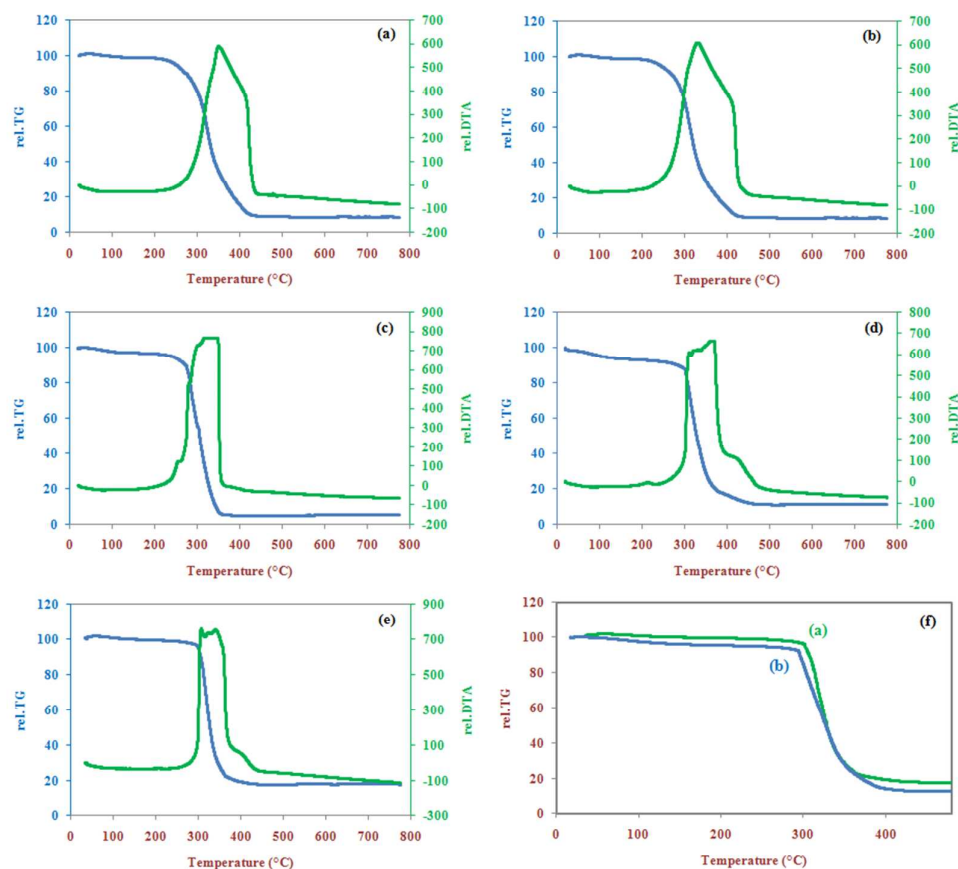 120 700
(a)
100 600
500
80 400
rel.TG 60 300 rel.DTA
200
40 100
20 0
-100
0 -200
0 100 200 300 400 500 600 700 800
Temperature (°C)
120 700
(b)
100 600
500
80 400
rel.TG 60 300 rel.DTA
200
40 100
20 0
-100
0 -200
0 100 200 300 400 500 600 700 800
Temperature (°C)
120 900
(c)
800
100 700
600
80 500
rel.TG 60 400 rel.DTA
300
40 200
100
20 0
-100
0 -200
0 100 200 300 400 500 600 700 800
Temperature (°C)
120 800
(d)
100 700
600
80 500
400
rel.TG 60 300 rel.DTA
40 200
100
20 0
-100
0 -200
0 100 200 300 400 500 600 700 800
Temperature (°C)
120 900
(e)
100 700
80 500
rel.TG 60 300 rel.DTA
40 100
20 -100
0 -300
0 100 200 300 400 500 600 700 800
Temperature (°C)
120
(f)
100 (a)
80 (b)
rel.TG 60
40
20
0
0 100 200 300 400
Temperature (°C)